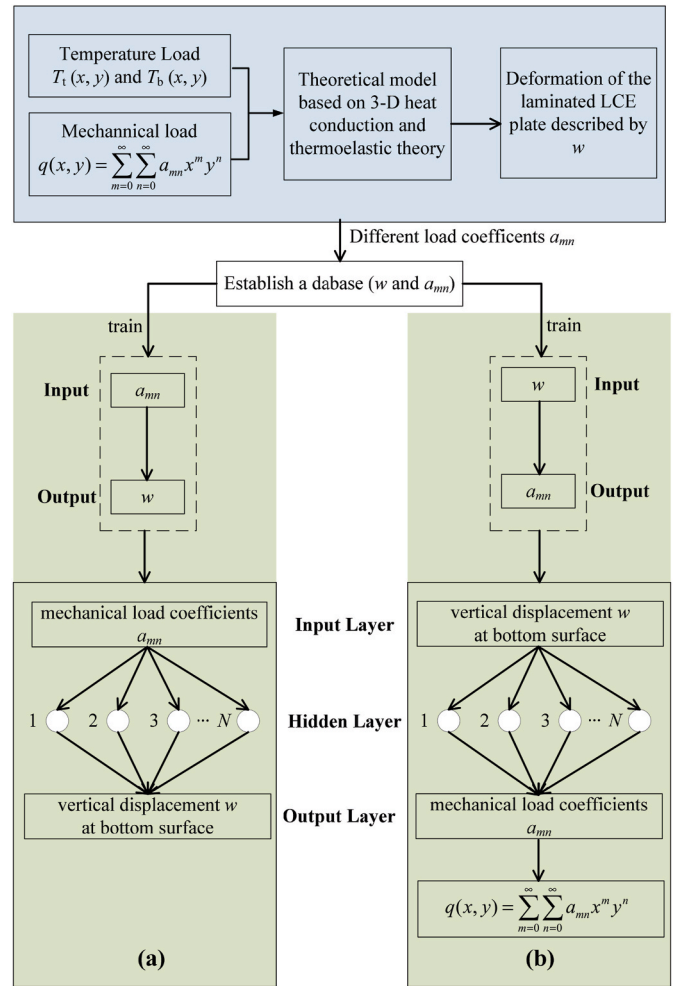 Temperature Load
Tt (x, y) and Tb (x, y)
Mechannical load
q(x, y) = ∑∞m=0 ∑∞n=0 amn x^m y^n
Theoretical model
based on 3-D heat
conduction and
thermoelastic theory
Deformation of the
laminated LCE
plate described by
w
Different load coefficents amn
Establish a dabase (w and amn)
train
Input
amn
Output
w
train
w
Input
amn
Output
mechanical load coefficients
amn
Input Layer
vertical displacement w
at bottom surface
1 2 3 ··· N
Hidden Layer
1 2 3 ··· N
vertical displacement w
at bottom surface
Output Layer
mechanical load coefficients
amn
q(x, y) = ∑∞m=0 ∑∞n=0 amn x^m y^n
(a)
(b)